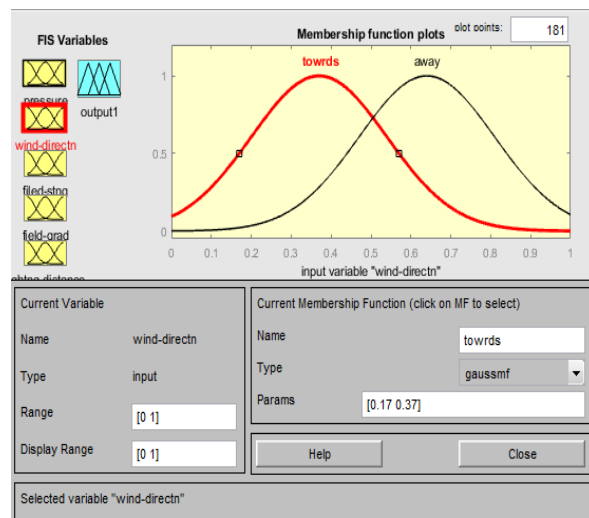 FIS Variables
Membership function plots
plot points:
181
pressure
output1
wind-directn
filed-stng
field-grad
towrds
away
1
0.5
0
0 0.1 0.2 0.3 0.4 0.5 0.6 0.7 0.8 0.9 1
input variable "wind-directn"
Current Variable
Name wind-directn
Type input
Range [0 1]
Display Range [0 1]
Current Membership Function (click on MF to select)
Name towrds
Type gaussmf
Params [0.17 0.37]
Help Close
Selected variable "wind-directn"